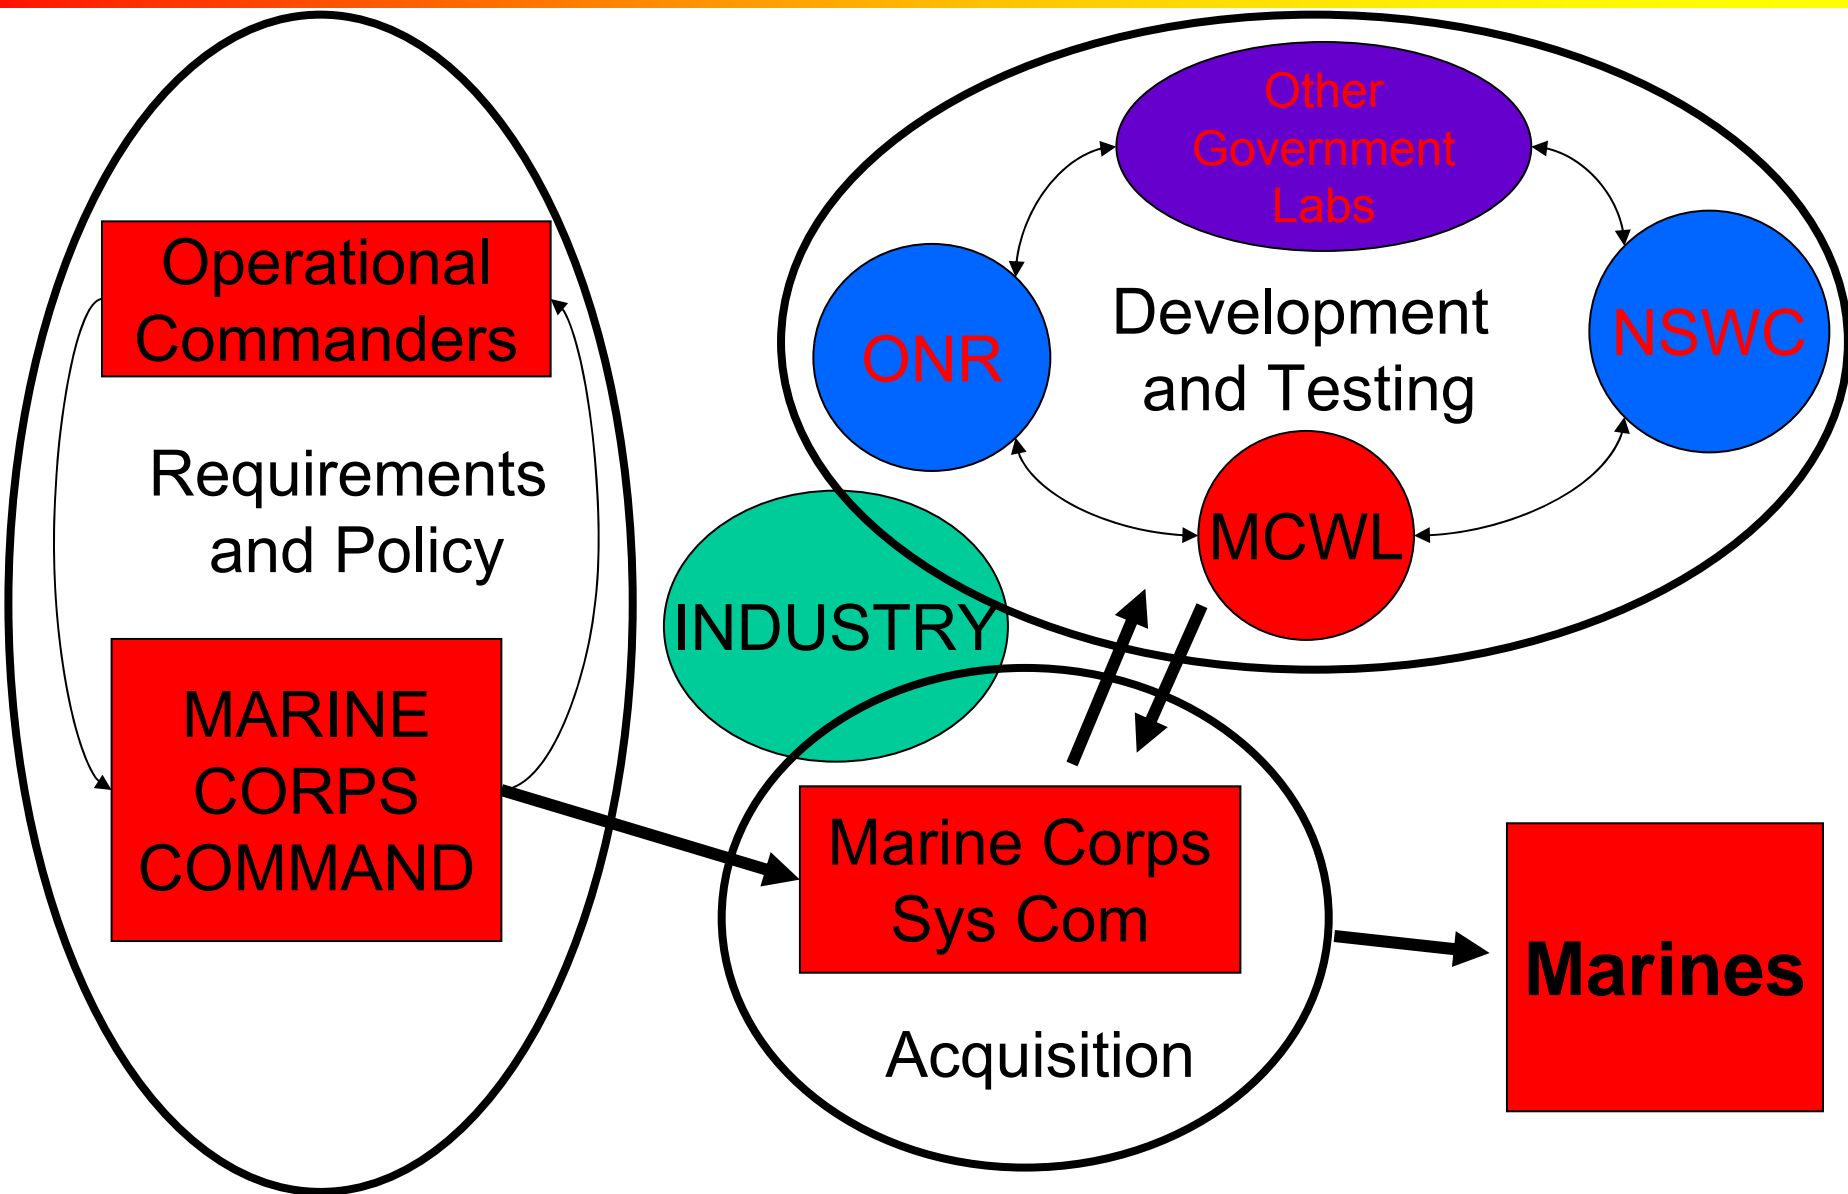 Operational
Commanders
Requirements
and Policy
MARINE
CORPS
COMMAND
Other
Government
Labs
ONR
Development
and Testing
NSWC
MCWL
INDUSTRY
Marine Corps
Sys Com
Acquisition
Marines